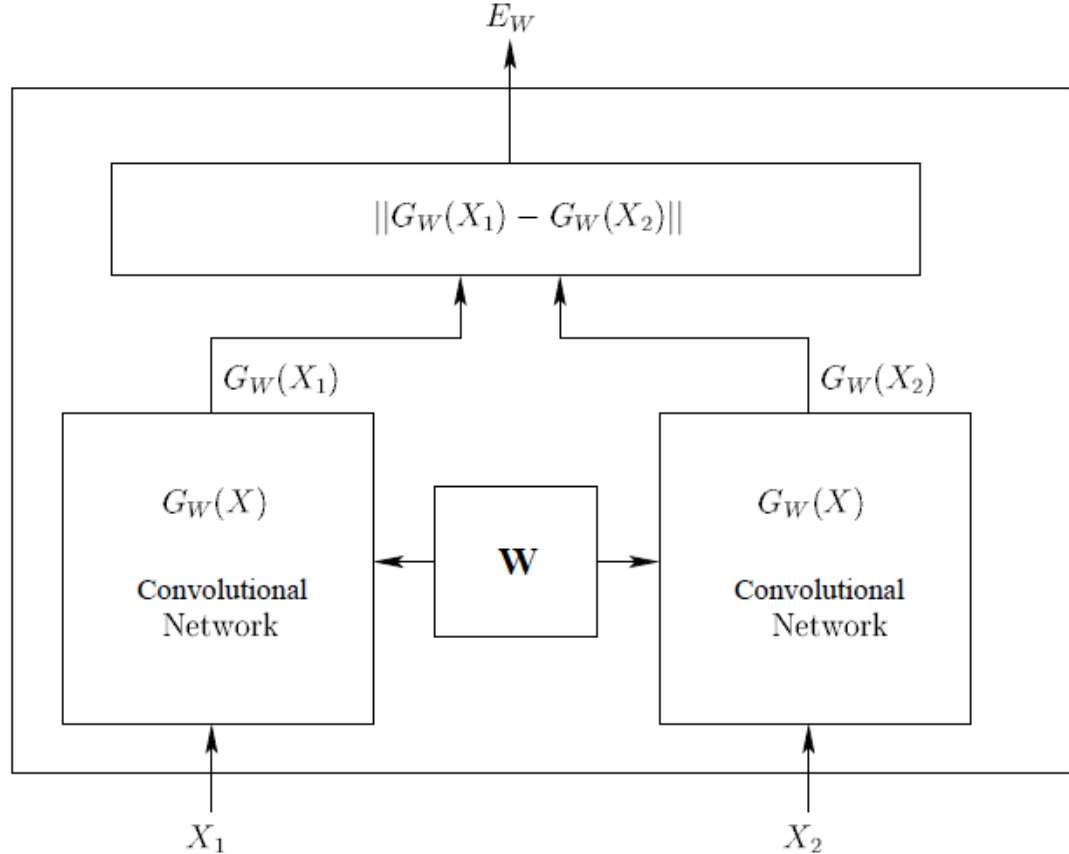 E_W
||G_W(X_1) − G_W(X_2)||
G_W(X_1)
G_W(X_2)
G_W(X)
Convolutional
Network
W
G_W(X)
Convolutional
Network
X_1
X_2